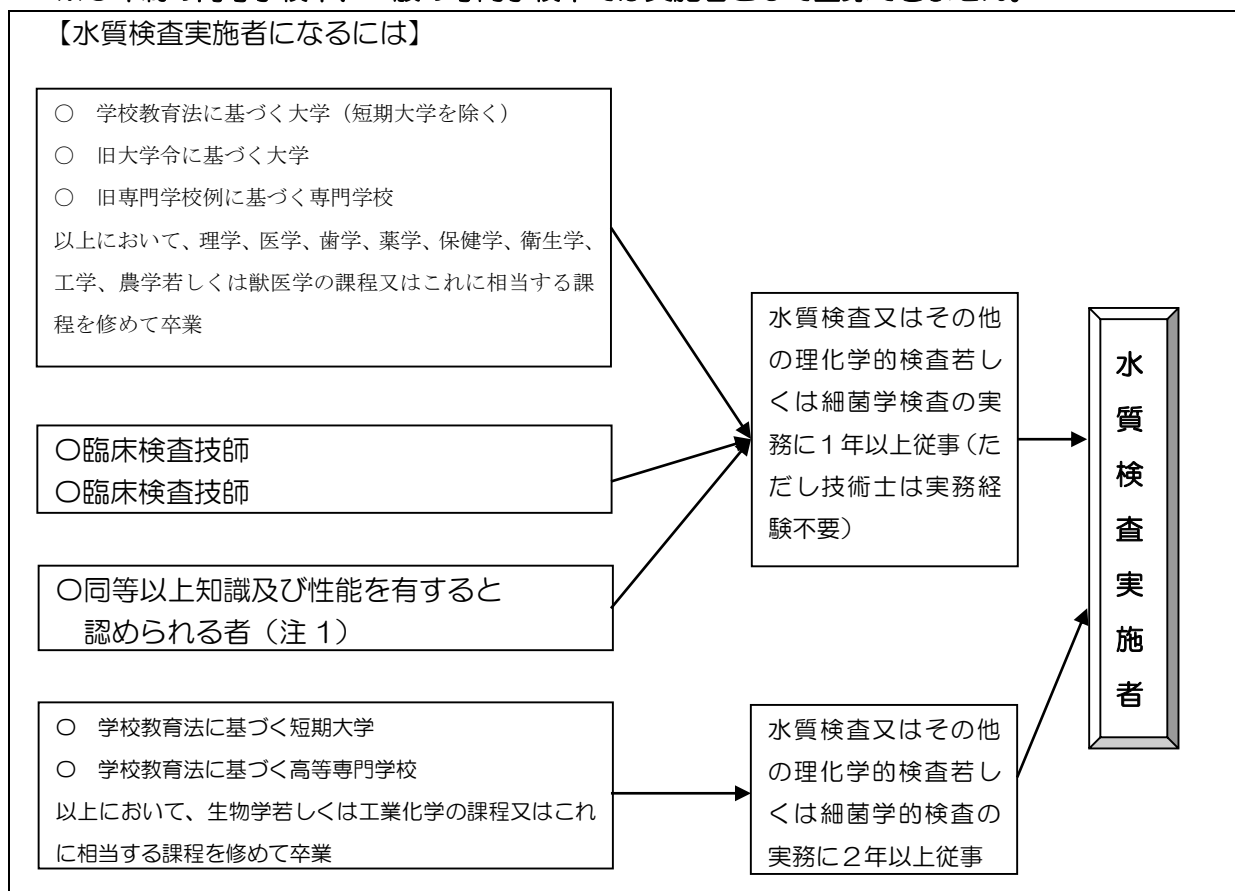 【水質検査実施者になるには】
○ 学校教育法に基づく大学（短期大学を除く）
○ 旧大学令に基づく大学
○ 旧専門学校例に基づく専門学校
以上において、理学、医学、歯学、薬学、保健学、衛生学、
工学、農学若しくは獣医学の課程又はこれに相当する課
程を修めて卒業
○臨床検査技師
○臨床検査技師
○同等以上知識及び性能を有すると
認められる者（注1）
○ 学校教育法に基づく短期大学
○ 学校教育法に基づく高等専門学校
以上において、生物学若しくは工業化学の課程又はこれ
に相当する課程を修めて卒業
水質検査又はその他
の理化学的検査若し
くは細菌学検査の実
務に１年以上従事（た
だし技術士は実務経
験不要）
水質検査又はその他
の理化学的検査若し
くは細菌学的検査の
実務に２年以上従事
水質検査実施者